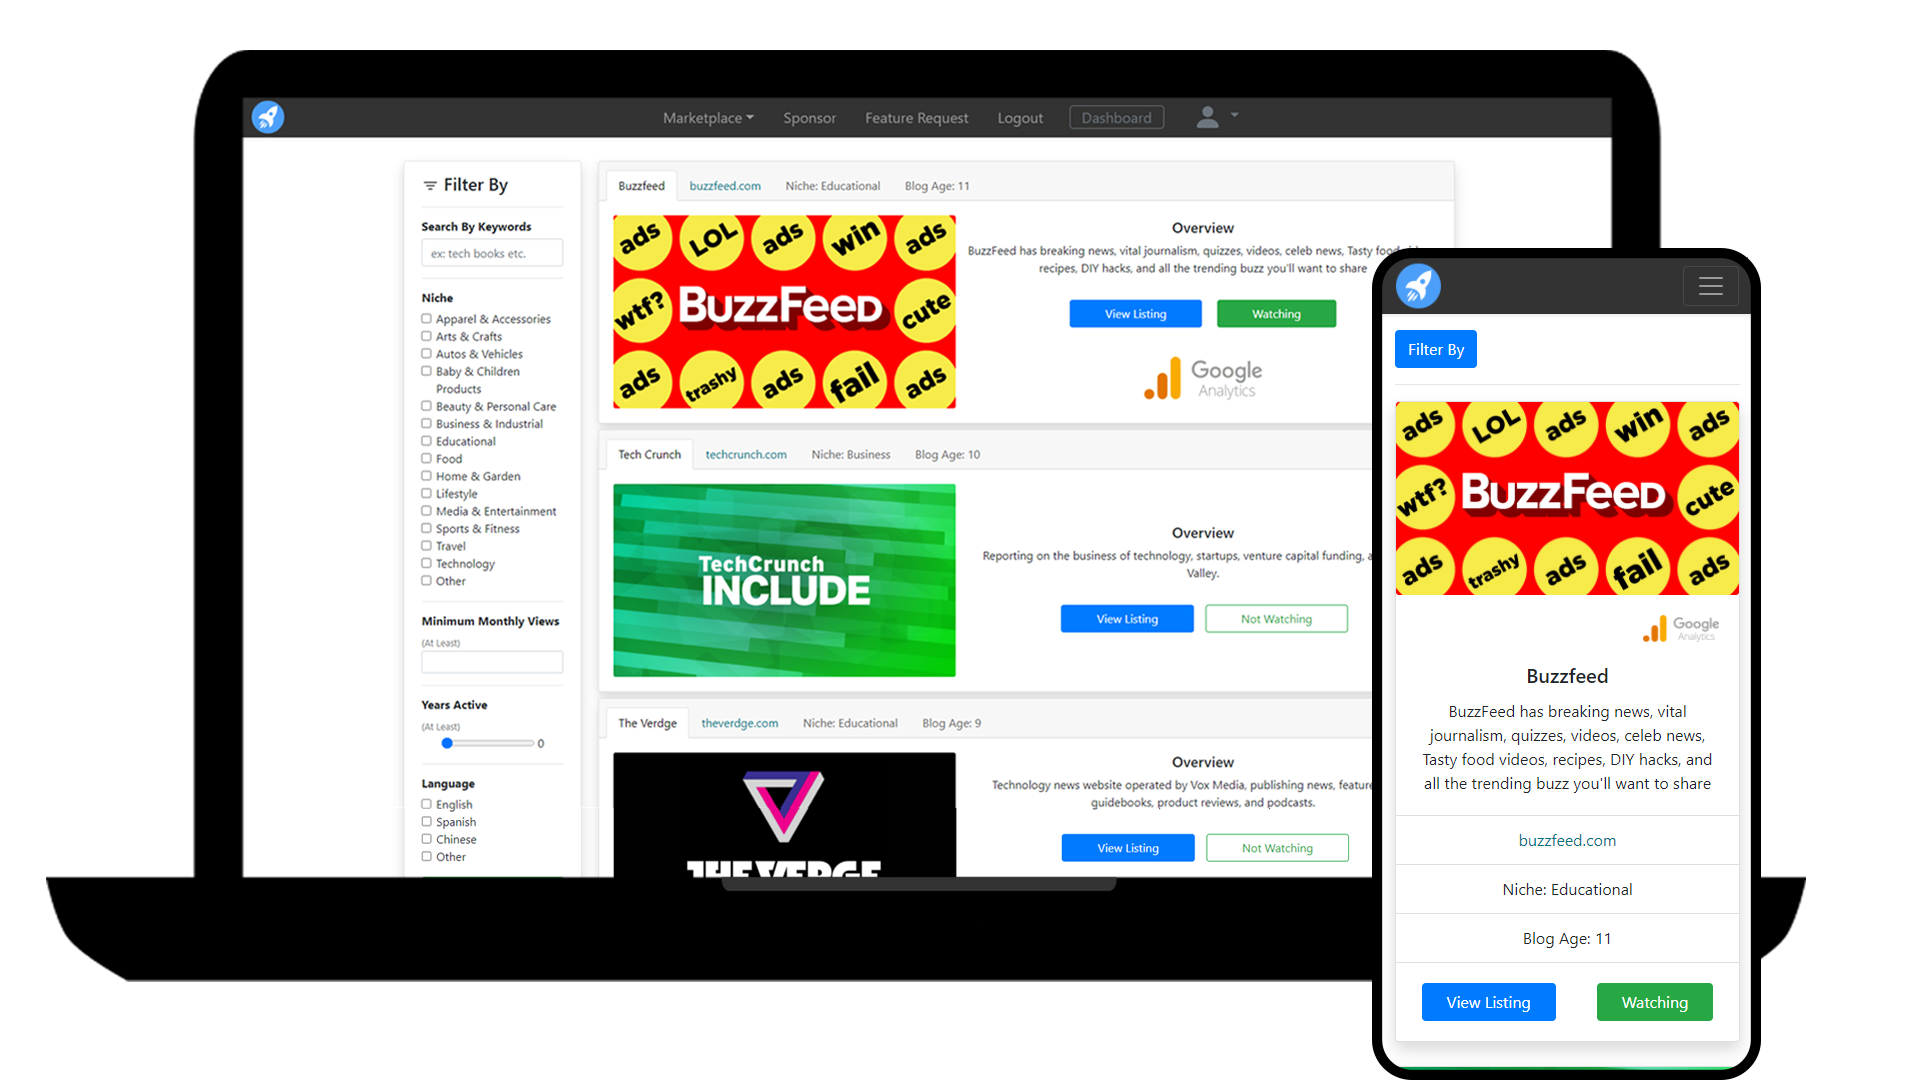 Marketplace Sponsor Feature Request Logout Dashboard
Filter By
Search By Keywords
ex: tech books etc.
Niche
Apparel & Accessories
Arts & Crafts
Autos & Vehicles
Baby & Children
Products
Beauty & Personal Care
Business & Industrial
Educational
Food
Home & Garden
Lifestyle
Media & Entertainment
Sports & Fitness
Travel
Technology
Other
Minimum Monthly Views
(At Least)
Years Active
(At Least)
0
Language
English
Spanish
Chinese
Other
Buzzfeed buzzfeed.com Niche: Educational Blog Age: 11
ads LOL ads win ads
wtf? BUZZFEED cute
ads trashy ads fail ads
Overview
BuzzFeed has breaking news, vital journalism, quizzes, videos, celeb news, Tasty
recipes, DIY hacks, and all the trending buzz you'll want to share
View Listing Watching
Google
Analytics
Tech Crunch techcrunch.com Niche: Business Blog Age: 10
TechCrunch
INCLUDE
Overview
Reporting on the business of technology, startups, venture capital funding,
Valley.
View Listing Not Watching
The Verdge theverdge.com Niche: Educational Blog Age: 9
THE VERGE
Overview
Technology news website operated by Vox Media, publishing news,
guidebooks, product reviews, and podcasts.
View Listing Not Watching
Filter By
ads LOL ads win ads
wtf? BUZZFEED cute
ads trashy ads fail ads
Google
Analytics
Buzzfeed
BuzzFeed has breaking news, vital
journalism, quizzes, videos, celeb news,
Tasty food videos, recipes, DIY hacks, and
all the trending buzz you'll want to share
buzzfeed.com
Niche: Educational
Blog Age: 11
View Listing Watching